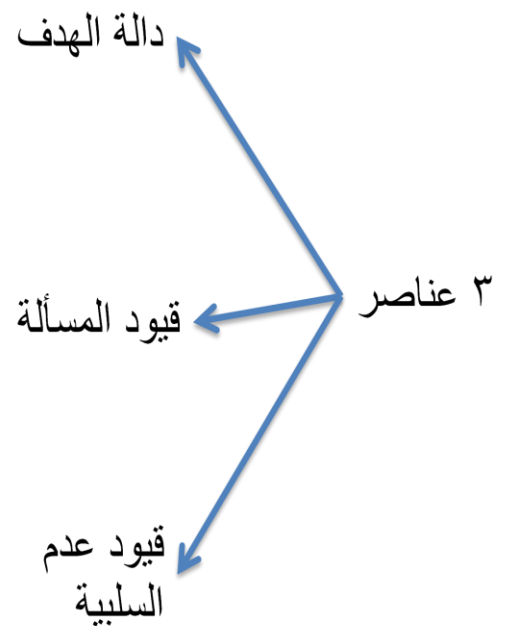 دالة الهدف
٣ عناصر
قيود المسألة
قيود عدم
السلبية